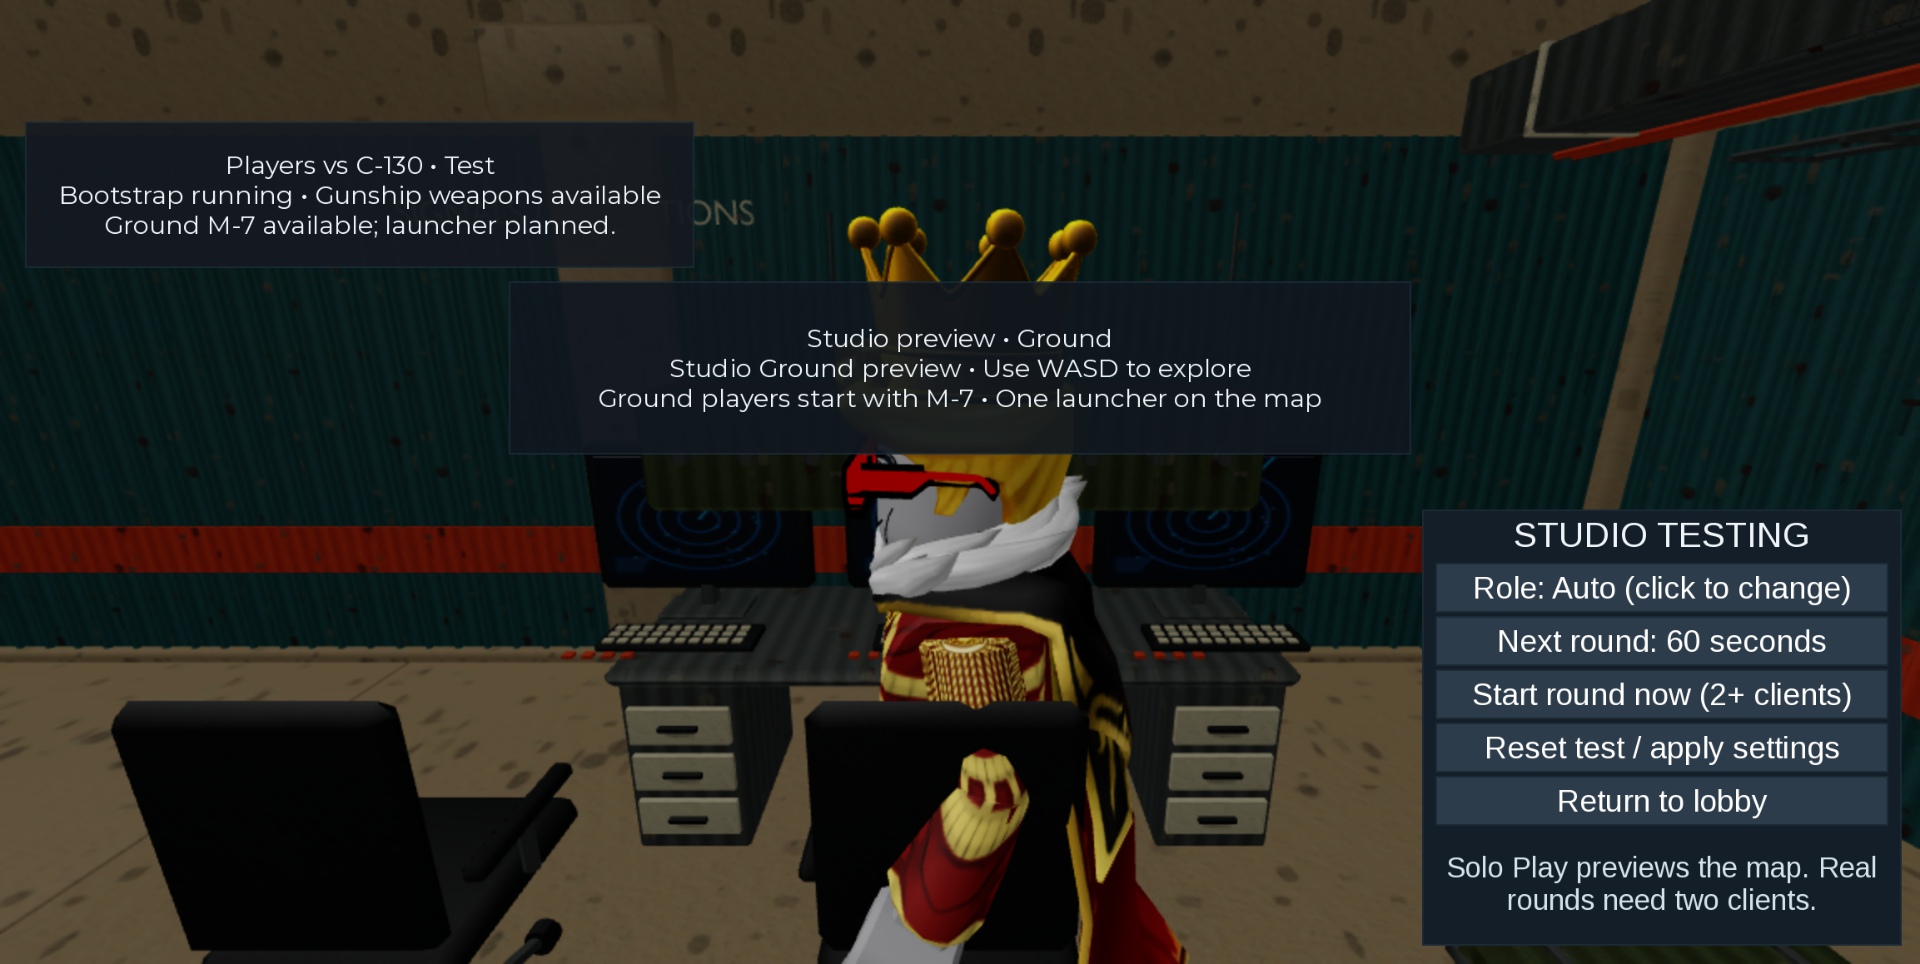 Players vs C-130 • Test
Bootstrap running • Gunship weapons available
Ground M-7 available; launcher planned.
Studio preview • Ground
Studio Ground preview • Use WASD to explore
Ground players start with M-7 • One launcher on the map
STUDIO TESTING
Role: Auto (click to change)
Next round: 60 seconds
Start round now (2+ clients)
Reset test / apply settings
Return to lobby
Solo Play previews the map. Real
rounds need two clients.